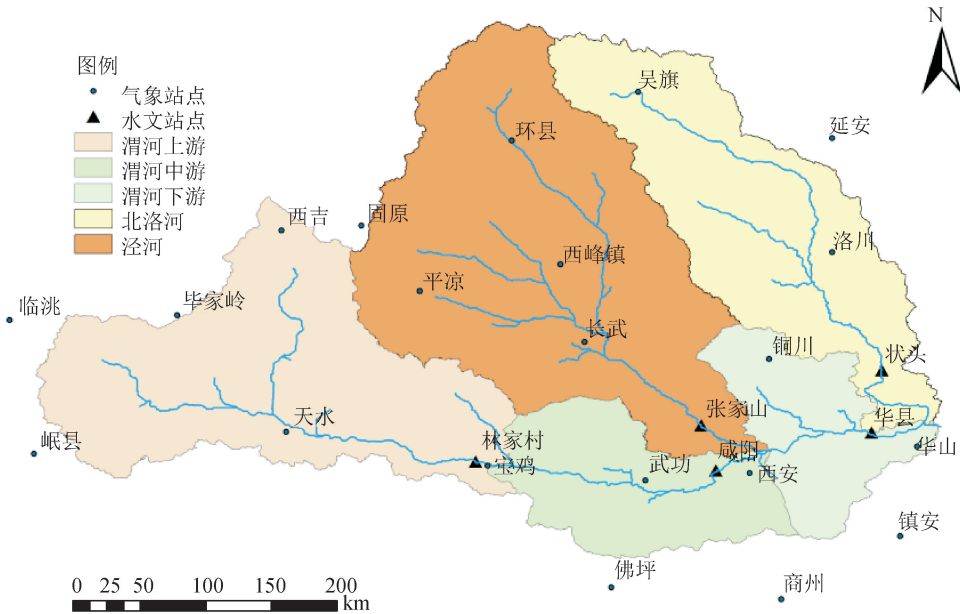 N
图例
气象站点
水文站点
渭河上游
渭河中游
渭河下游
北洛河
泾河
吴旗
延安
环县
西吉
固原
西峰镇
洛川
平凉
毕家岭
临洮
长武
铜川
状头
张家山
华县
天水
林家村
宝鸡
岷县
武功
咸阳
西安
华山
镇安
佛坪
商州
0 25 50 100 150 200
km